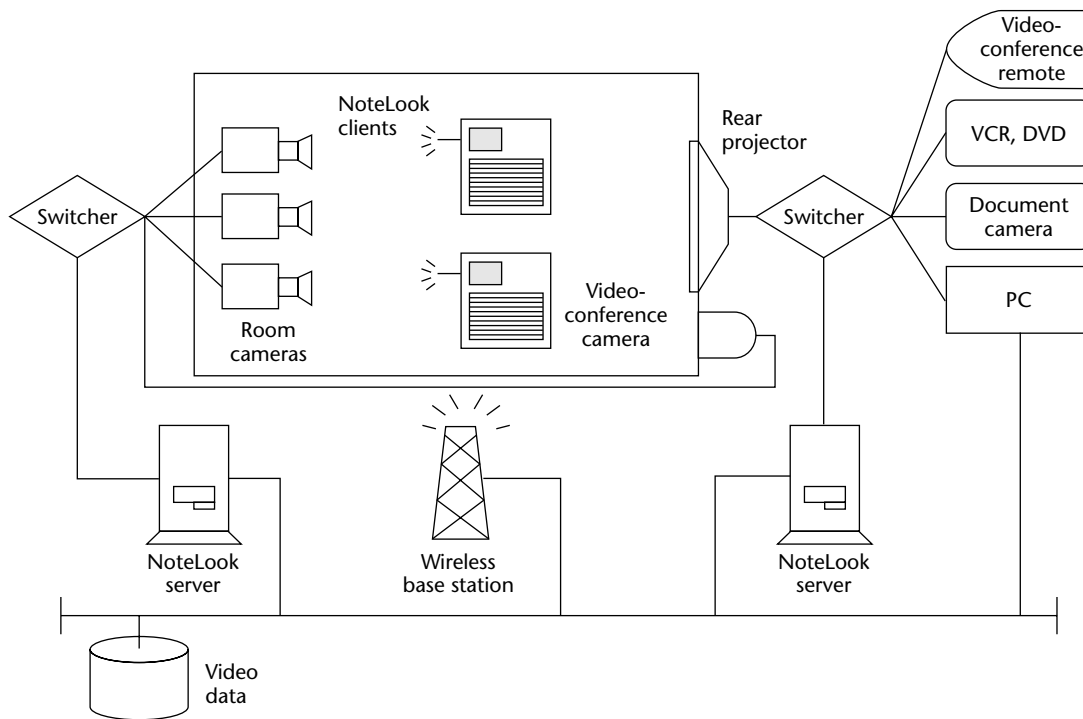 Video-
conference
remote
NoteLook
clients
Rear
projector
VCR, DVD
Switcher
Switcher
Document
camera
Video-
conference
camera
PC
Room
cameras
NoteLook
server
Wireless
base station
NoteLook
server
Video
data